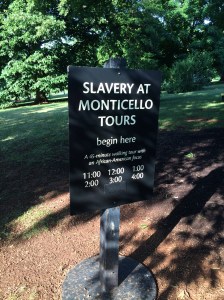 SLAVERY AT
MONTICELLO
TOURS
begin here
A 45-minute walking tour with
an African-American focus
11:00 12:00 1:00
2:00 3:00 4:00